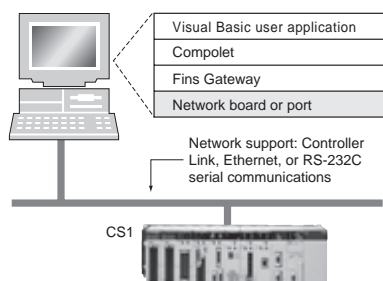 Visual Basic user application
Compolet
Fins Gateway
Network board or port
Network support: Controller
Link, Ethernet, or RS-232C
serial communications
CS1